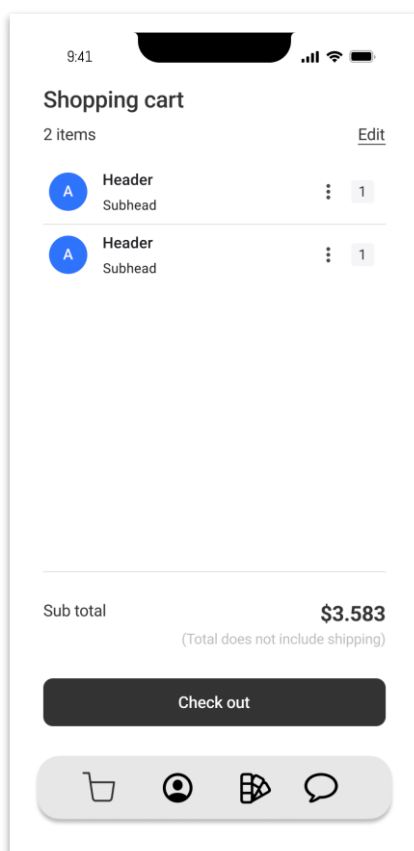 9:41
Shopping cart
2 items Edit
A Header 1
Subhead
A Header 1
Subhead
Sub total $3.583
(Total does not include shipping)
Check out